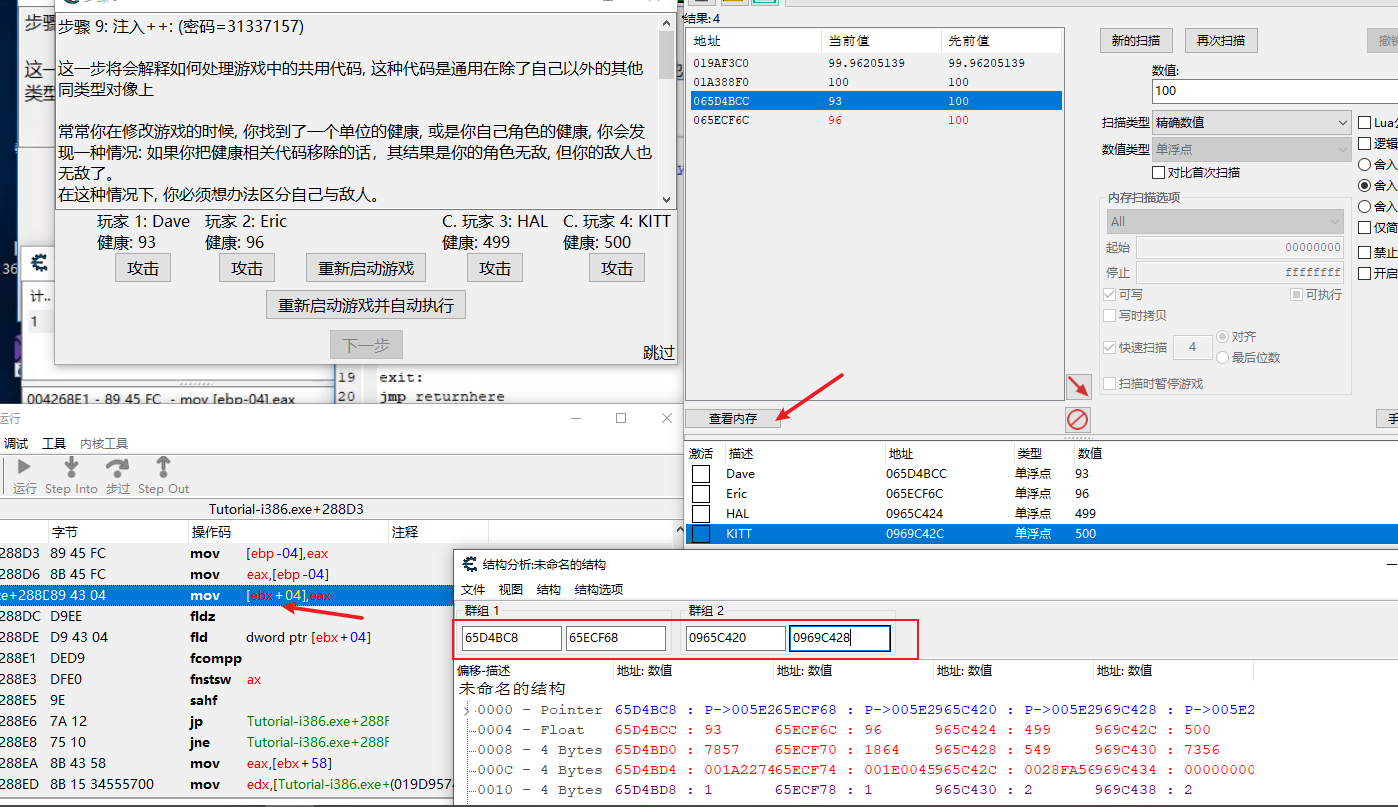 步骤 9: 注入++: (密码=31337157)
这一步将会解释如何处理游戏中的共用代码, 这种代码是通用在除了自己以外的其他
同类型对像上
常常你在修改游戏的时候, 你找到了一个单位的健康, 或是你自己角色的健康, 你会发
现一种情况: 如果你把健康相关代码移除的话，其结果是你的角色无敌, 但你的敌人也
无敌了。
在这种情况下, 你必须想办法区分自己与敌人。
玩家 1: Dave 玩家 2: Eric C. 玩家 3: HAL C. 玩家 4: KITT
健康: 93 健康: 96 健康: 499 健康: 500
攻击 攻击 重新启动游戏 攻击 攻击
重新启动游戏并自动执行
下一步
跳过
步骤
这一
类型
36
计..
1
19 exit:
20 jmp returnhere
004268E1 - 89 45 FC - mov [ebp-04],eax
结果: 4
地址 当前值 先前值
019AF3C0 99.96205139 99.96205139
01A388F0 100 100
065D4BCC 93 100
065ECF6C 96 100
查看内存
新的扫描 再次扫描
数值:
100
扫描类型 精确数值
数值类型 单浮点
对比首次扫描
内存扫描选项
All
起始 00000000
停止 ffffffff
可写 可执行
写时拷贝
快速扫描 4 对齐
最后位数
扫描时暂停游戏
Lua
逻辑
舍入
舍入
舍入
仅简
禁止
开启
激活 描述 地址 类型 数值
Dave 065D4BCC 单浮点 93
Eric 065ECF6C 单浮点 96
HAL 0965C424 单浮点 499
KITT 0969C42C 单浮点 500
运行
调试 工具 内核工具
运行 Step Into 步过 Step Out
Tutorial-i386.exe+288D3
字节 操作码 注释
288D3 89 45 FC mov [ebp-04],eax
288D6 8B 45 FC mov eax,[ebp-04]
e+288D 89 43 04 mov [ebx+04],eax
288DC D9EE fldz
288DE D9 43 04 fld dword ptr [ebx+04]
288E1 DED9 fcompp
288E3 DFE0 fnstsw ax
288E5 9E sahf
288E6 7A 12 jp Tutorial-i386.exe+288F
288E8 75 10 jne Tutorial-i386.exe+288F
288EA 8B 43 58 mov eax,[ebx+58]
288ED 8B 15 34555700 mov edx,[Tutorial-i386.exe+(019D957
结构分析:未命名的结构
文件 视图 结构 结构选项
群组 1 群组 2
65D4BC8 65ECF68 0965C420 0969C428
偏移-描述 地址: 数值 地址: 数值 地址: 数值 地址: 数值
未命名的结构
0000 - Pointer 65D4BC8 : P->005E2 65ECF68 : P->005E2 965C420 : P->005E2 969C428 : P->005E2
0004 - Float 65D4BCC : 93 65ECF6C : 96 965C424 : 499 969C42C : 500
0008 - 4 Bytes 65D4BD0 : 7857 65ECF70 : 1864 965C428 : 549 969C430 : 7356
000C - 4 Bytes 65D4BD4 : 001A2274 65ECF74 : 001E0045 965C42C : 0028FA56 969C434 : 00000000
0010 - 4 Bytes 65D4BD8 : 1 65ECF78 : 1 965C430 : 2 969C438 : 2